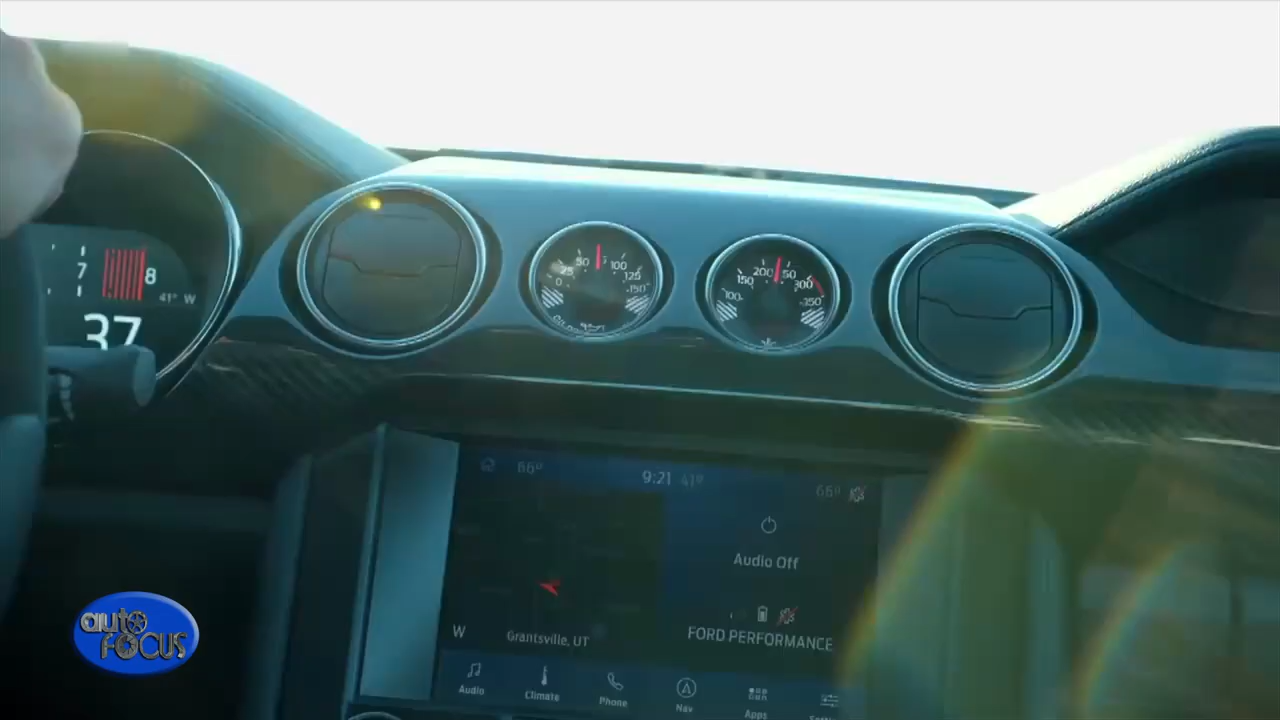 7
8
41° W
37
0
25
50
100
125
150
100
150
200
50
300
350
66°
9:21 41°
66°
Audio Off
W
Grantsville, UT
FORD PERFORMANCE
Audio
Climate
Phone
Nav
Apps
auto
FOCUS